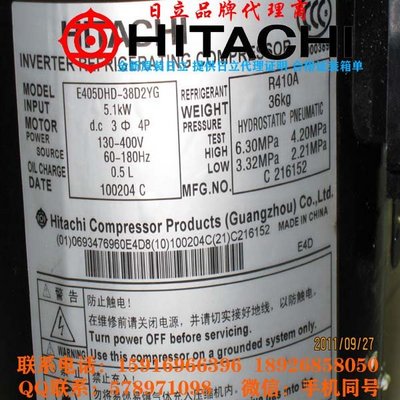 日立品牌代理商
HITACHI
INVERTER REFRIGERATING COMPRESSOR
MODEL E405DHD-38D2YG REFRIGERANT R410A
INPUT 5.1kW WEIGHT 36kg
MOTOR d.c 3 Φ 4P PRESSURE HYDROSTATIC PNEUMATIC
130-400V TEST HIGH 6.30MPa 4.20MPa
60-180Hz LOW 3.32MPa 2.21MPa
OIL CHARGE 0.5 L MFG.NO. C 216152
100204 C
Hitachi Compressor Products (Guangzhou) Co.,Ltd.
(01)0693476960E4D8(10)100204C(21)C216152
MADE IN CHINA
E4D
警告
防止触电!
在维修前请关闭电源,并请切实接好地线,以防触电。
Turn power OFF before servicing.
Use this compressor on a grounded system only.
2011/09/27
联系电话:15916966396 18926858050
QQ联系:578971098 微信:手机同号